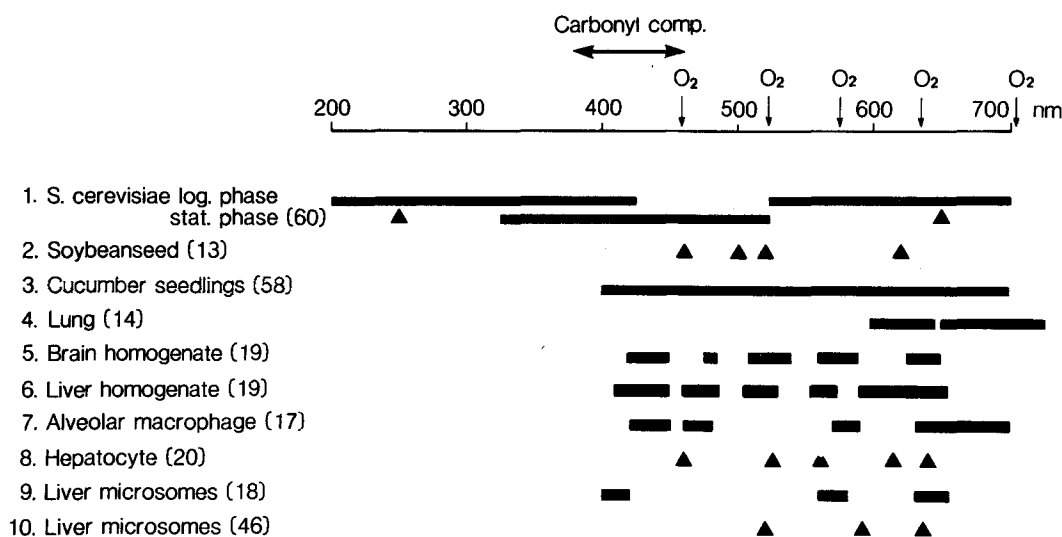 Carbonyl comp.
O₂ O₂ O₂ O₂ O₂
200 300 400 500 600 700 nm
1. S. cerevisiae log. phase
stat. phase (60)
2. Soybeanseed (13)
3. Cucumber seedlings (58)
4. Lung (14)
5. Brain homogenate (19)
6. Liver homogenate (19)
7. Alveolar macrophage (17)
8. Hepatocyte (20)
9. Liver microsomes (18)
10. Liver microsomes (46)